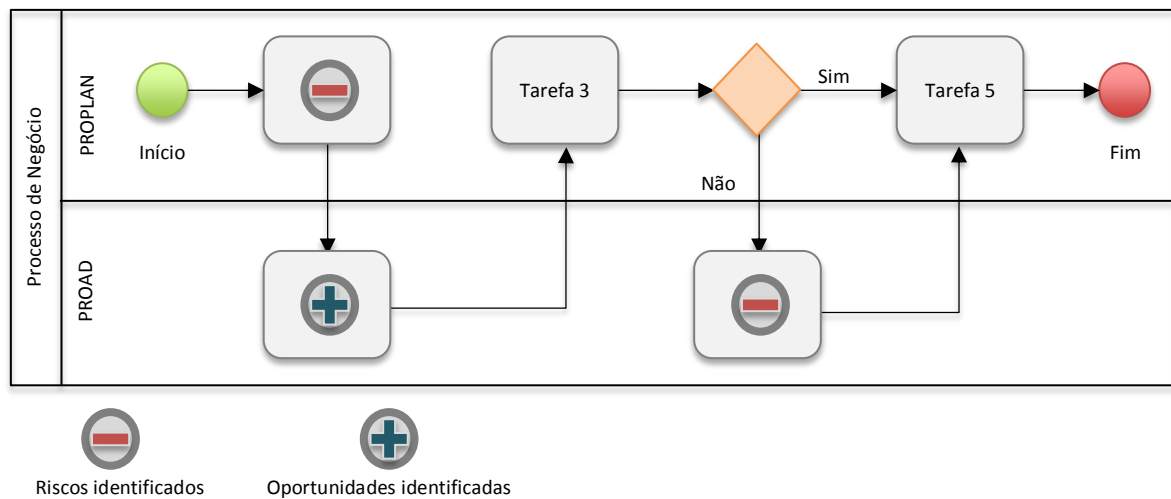 Processo de Negócio
PROPLAN
Início
Tarefa 3
Sim
Não
Tarefa 5
Fim
PROAD
Riscos identificados
Oportunidades identificadas